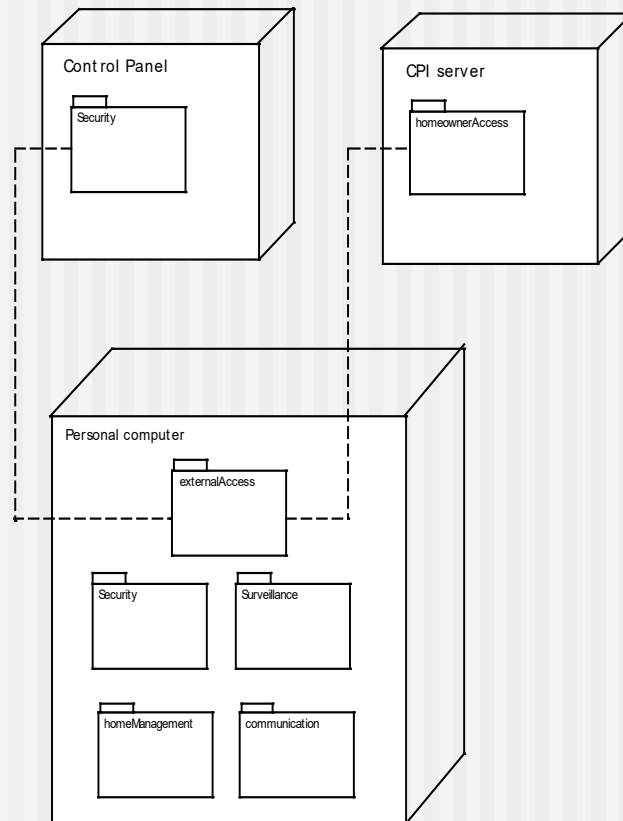 Control Panel
Security
CPI server
homeownerAccess
Personal computer
externalAccess
Security
Surveillance
homeManagement
communication